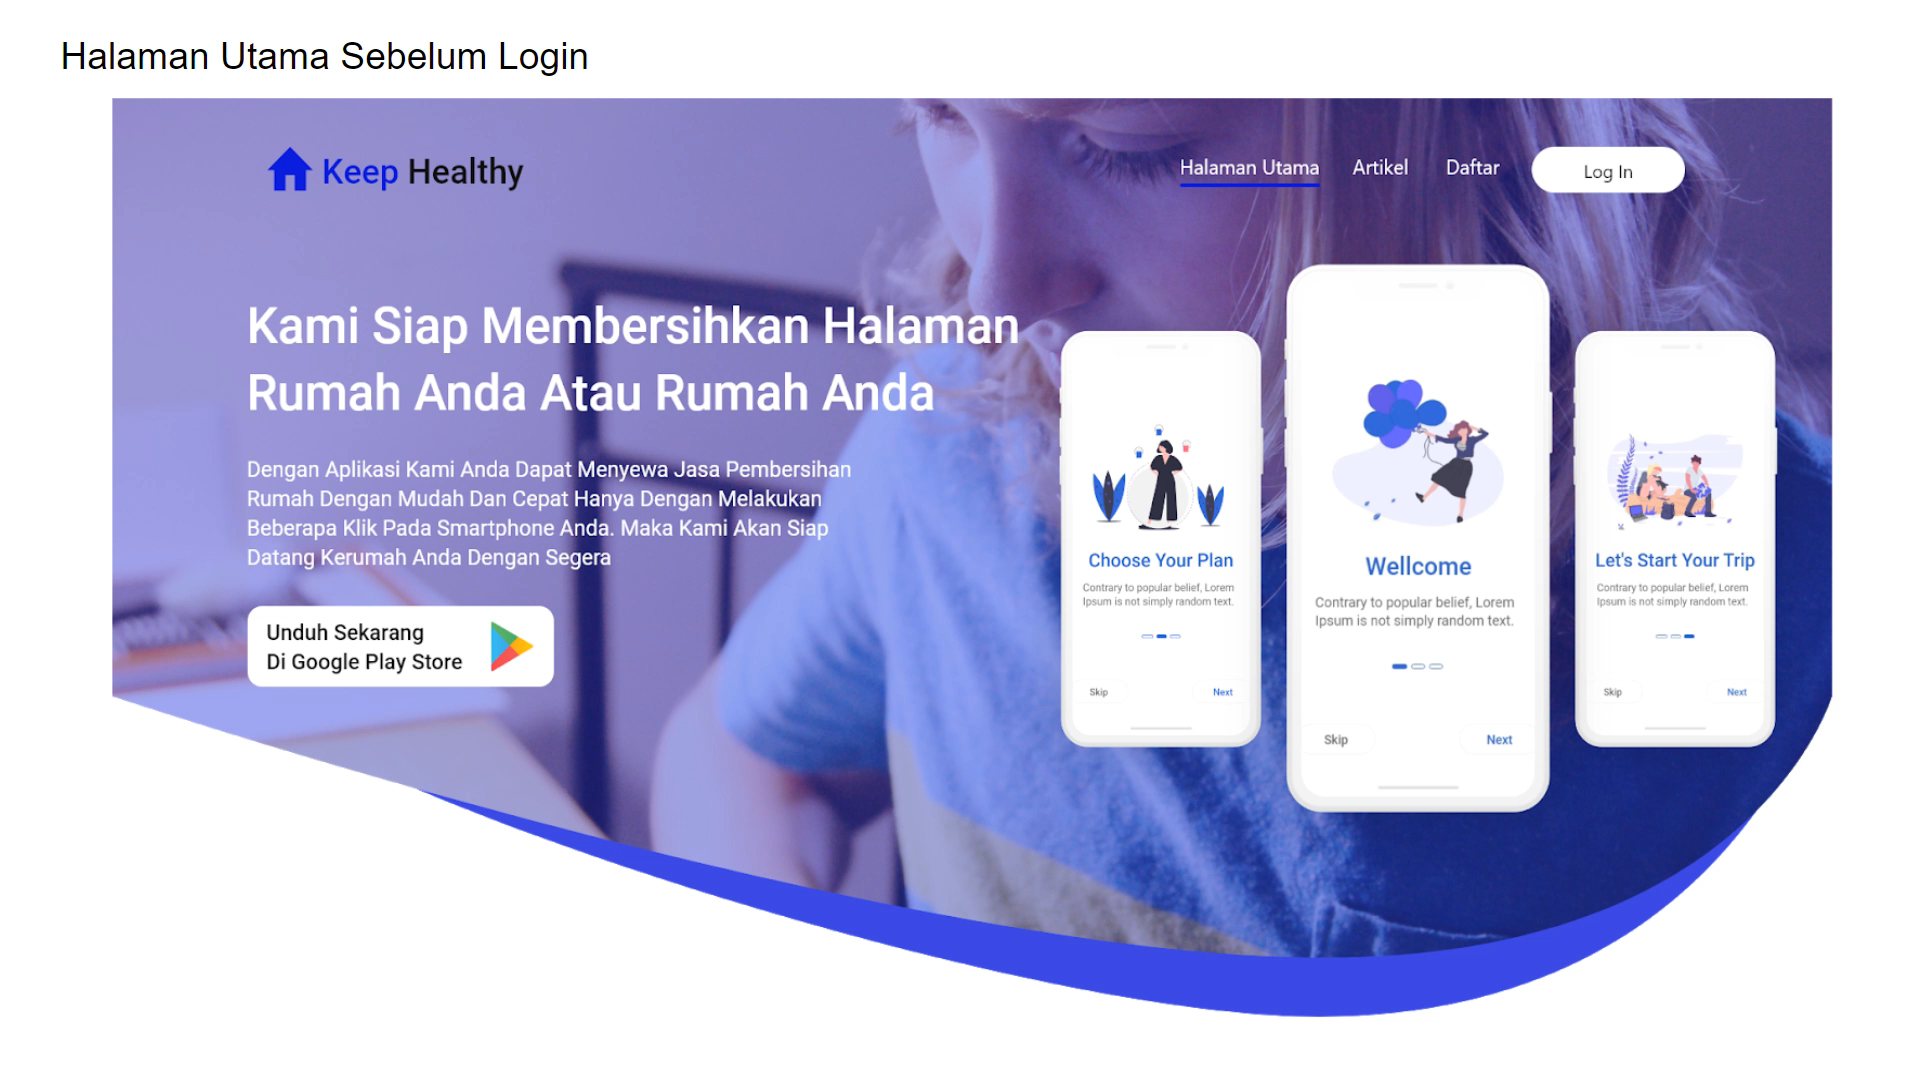 Halaman Utama Sebelum Login
Keep Healthy
Halaman Utama
Artikel
Daftar
Log In
Kami Siap Membersihkan Halaman
Rumah Anda Atau Rumah Anda
Dengan Aplikasi Kami Anda Dapat Menyewa Jasa Pembersihan
Rumah Dengan Mudah Dan Cepat Hanya Dengan Melakukan
Beberapa Klik Pada Smartphone Anda. Maka Kami Akan Siap
Datang Kerumah Anda Dengan Segera
Unduh Sekarang
Di Google Play Store
Choose Your Plan
Contrary to popular belief, Lorem
Ipsum is not simply random text.
Skip
Next
Wellcome
Contrary to popular belief, Lorem
Ipsum is not simply random text.
Skip
Next
Let's Start Your Trip
Contrary to popular belief, Lorem
Ipsum is not simply random text.
Skip
Next